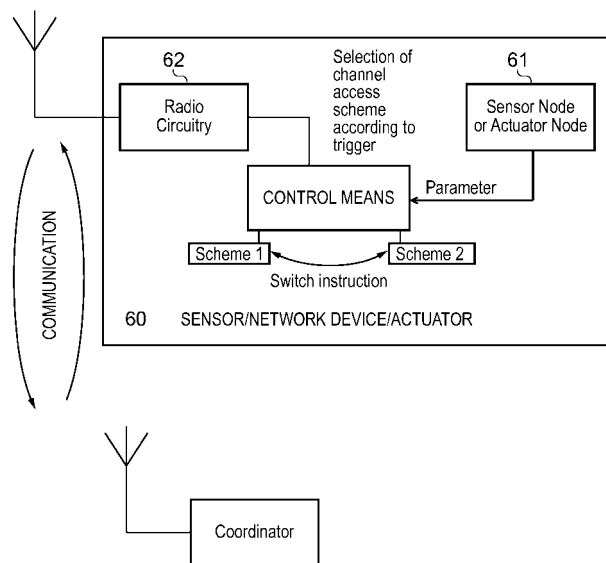 62
Radio
Circuitry
Selection of
channel
access
scheme
according to
trigger
61
Sensor Node
or Actuator Node
CONTROL MEANS
Parameter
Scheme 1
Scheme 2
Switch instruction
60 SENSOR/NETWORK DEVICE/ACTUATOR
COMMUNICATION
Coordinator